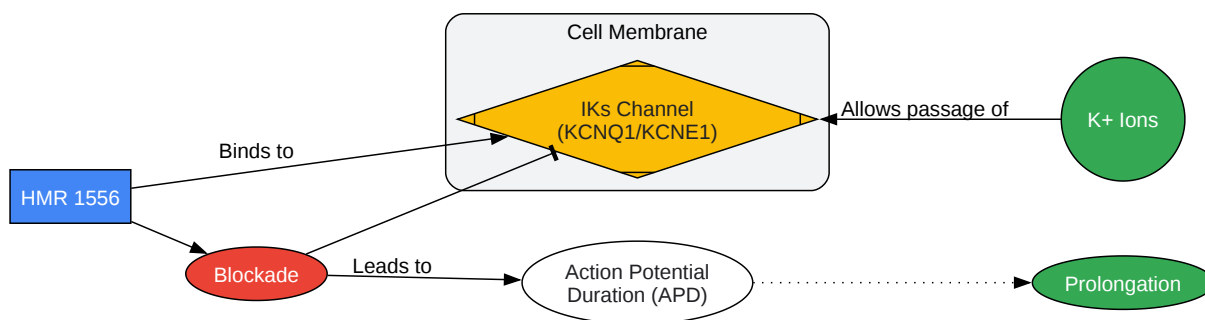 Cell Membrane
IKs Channel
(KCNQ1/KCNE1)
Allows passage of
K+ Ions
Binds to
HMR 1556
Blockade
Leads to
Action Potential
Duration (APD)
Prolongation